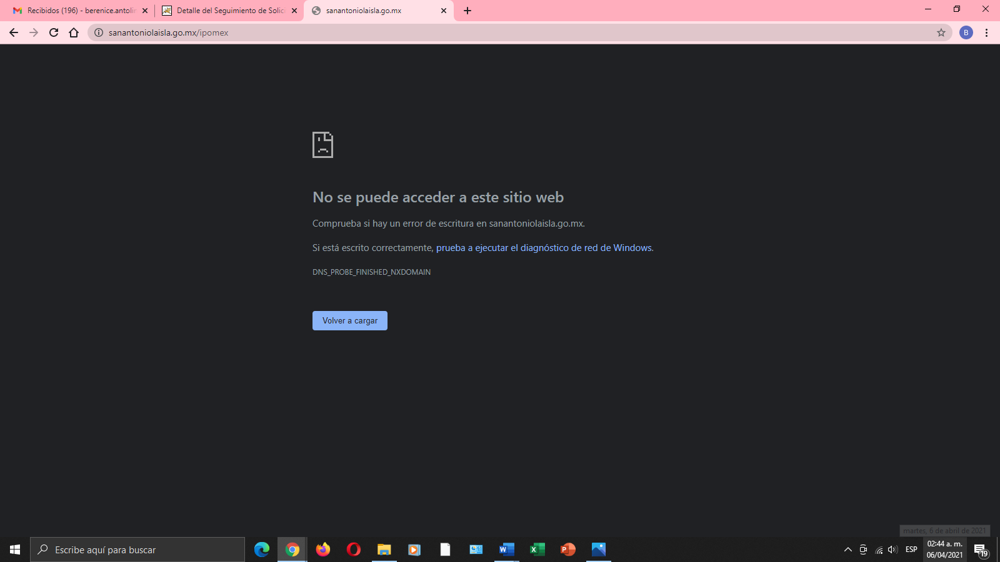 Recibidos (196) - berenice.antolin
Detalle del Seguimiento de Solici
sanantoniolaisla.go.mx
sanantoniolaisla.go.mx/ipomex
B
No se puede acceder a este sitio web
Comprueba si hay un error de escritura en sanantoniolaisla.go.mx.
Si está escrito correctamente, prueba a ejecutar el diagnóstico de red de Windows.
DNS_PROBE_FINISHED_NXDOMAIN
Volver a cargar
martes, 6 de abril de 2021
Escribe aquí para buscar
ESP
02:44 a. m.
06/04/2021
19